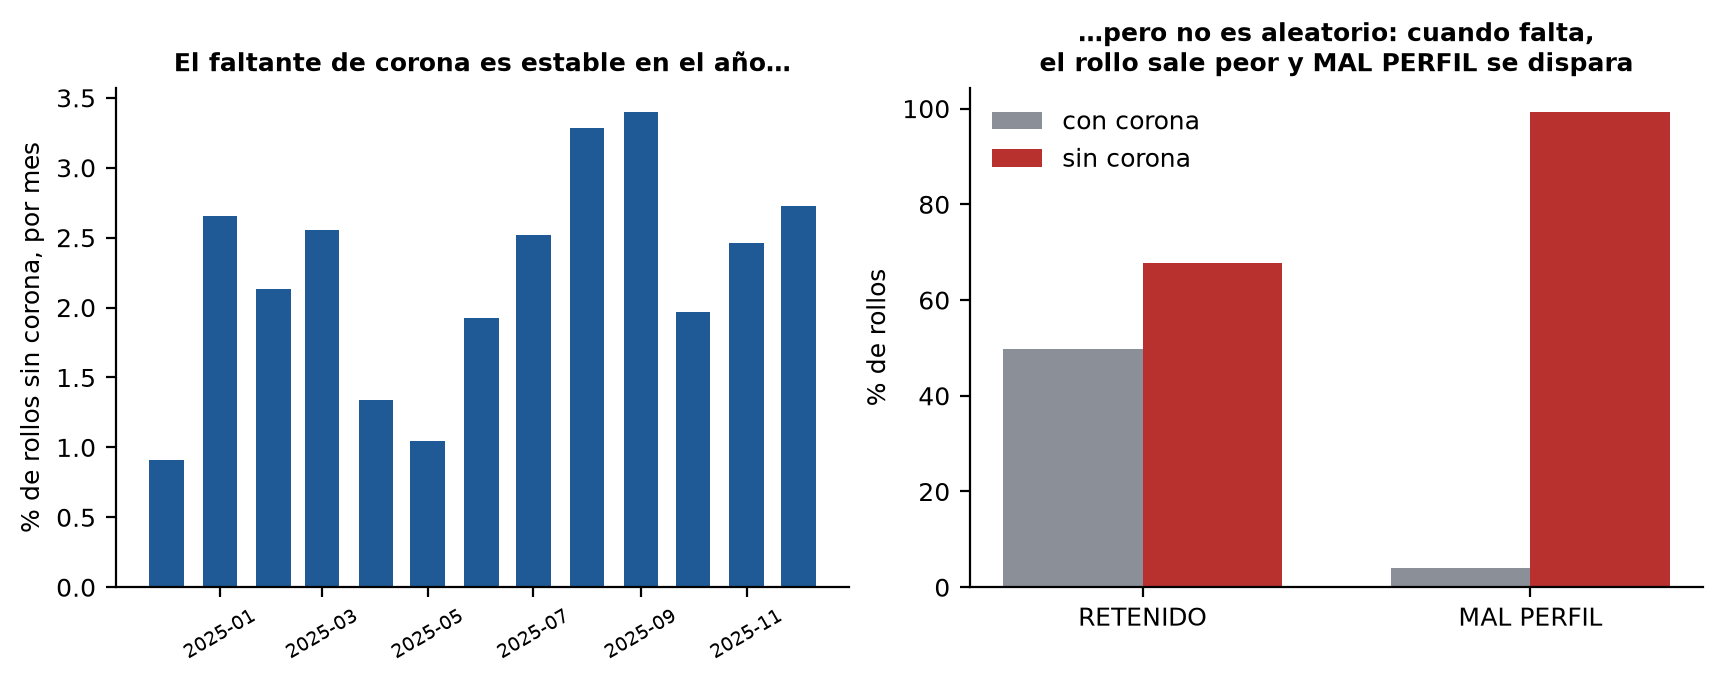 El faltante de corona es estable en el año…
% de rollos sin corona, por mes
3.5
3.0
2.5
2.0
1.5
1.0
0.5
0.0
2025-01
2025-03
2025-05
2025-07
2025-09
2025-11
…pero no es aleatorio: cuando falta,
el rollo sale peor y MAL PERFIL se dispara
% de rollos
100
80
60
40
20
0
con corona
sin corona
RETENIDO
MAL PERFIL